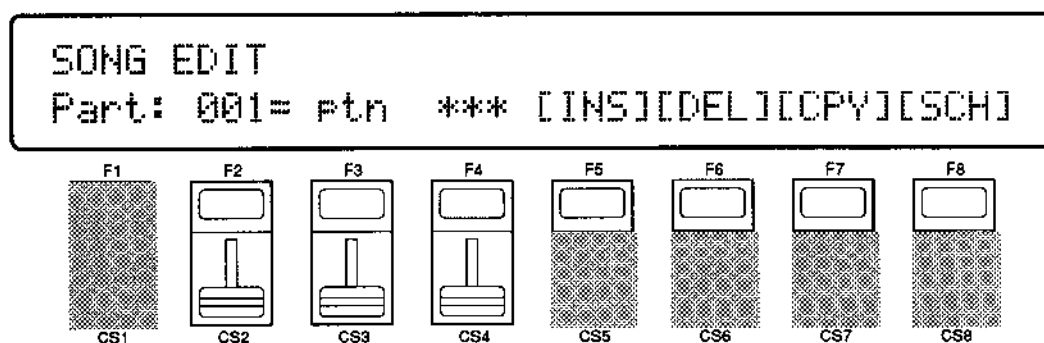 SONG EDIT
Part: 001= ptn *** [INS][DEL][CPY][SCH]
F1 F2 F3 F4 F5 F6 F7 F8
CS1 CS2 CS3 CS4 CS5 CS6 CS7 CS8